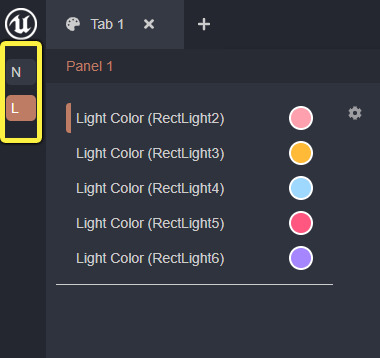 Tab 1
N
L
Panel 1
Light Color (RectLight2)
Light Color (RectLight3)
Light Color (RectLight4)
Light Color (RectLight5)
Light Color (RectLight6)